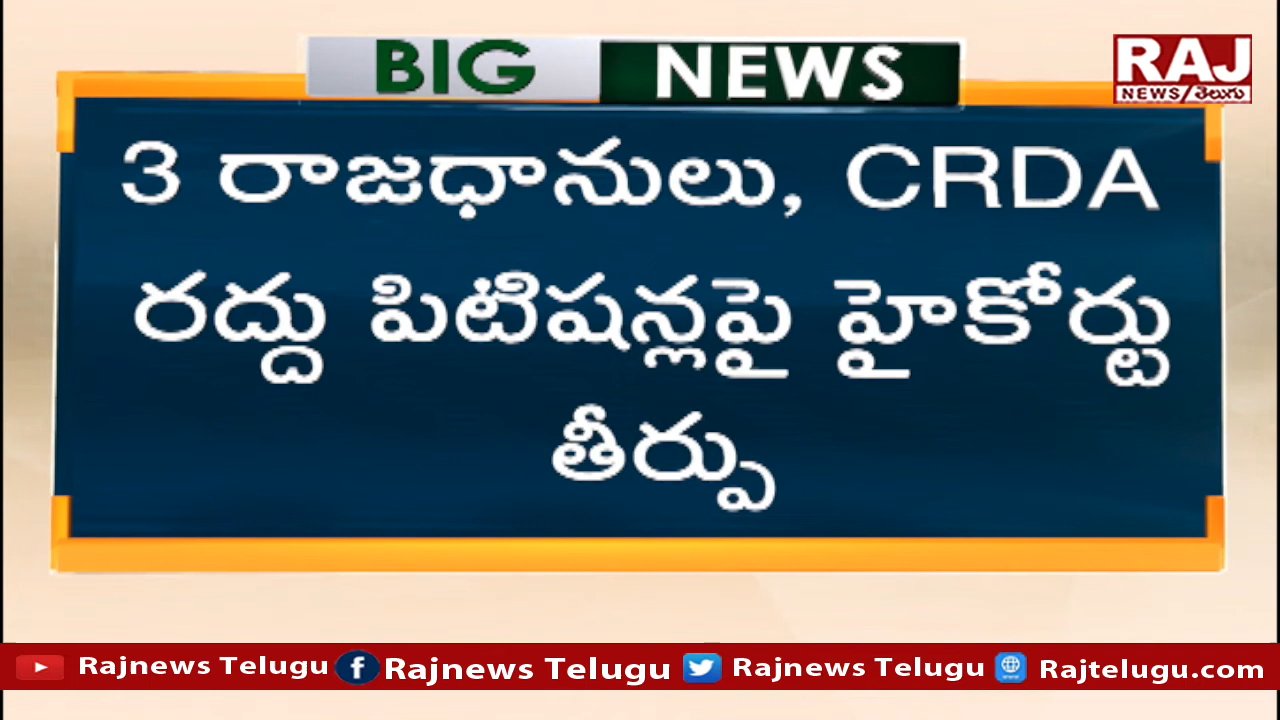 BIG NEWS
RAJ
NEWS తెలుగు
3 రాజధానులు, CRDA
రద్దు పిటిషన్లపై హైకోర్టు
తీర్పు
Rajnews Telugu Rajnews Telugu Rajnews Telugu Rajtelugu.com